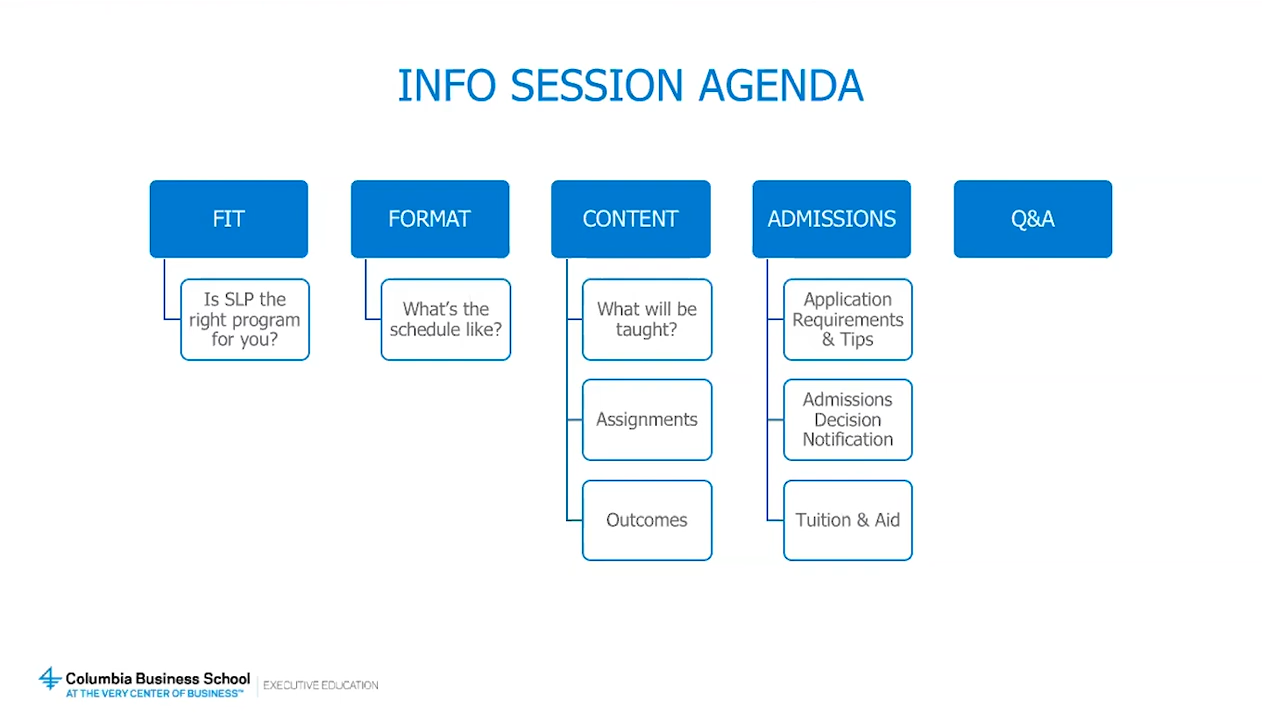 INFO SESSION AGENDA
FIT
Is SLP the
right program
for you?
FORMAT
What's the
schedule like?
CONTENT
What will be
taught?
Assignments
Outcomes
ADMISSIONS
Application
Requirements
& Tips
Admissions
Decision
Notification
Tuition & Aid
Q&A
Columbia Business School
AT THE VERY CENTER OF BUSINESS™
EXECUTIVE EDUCATION